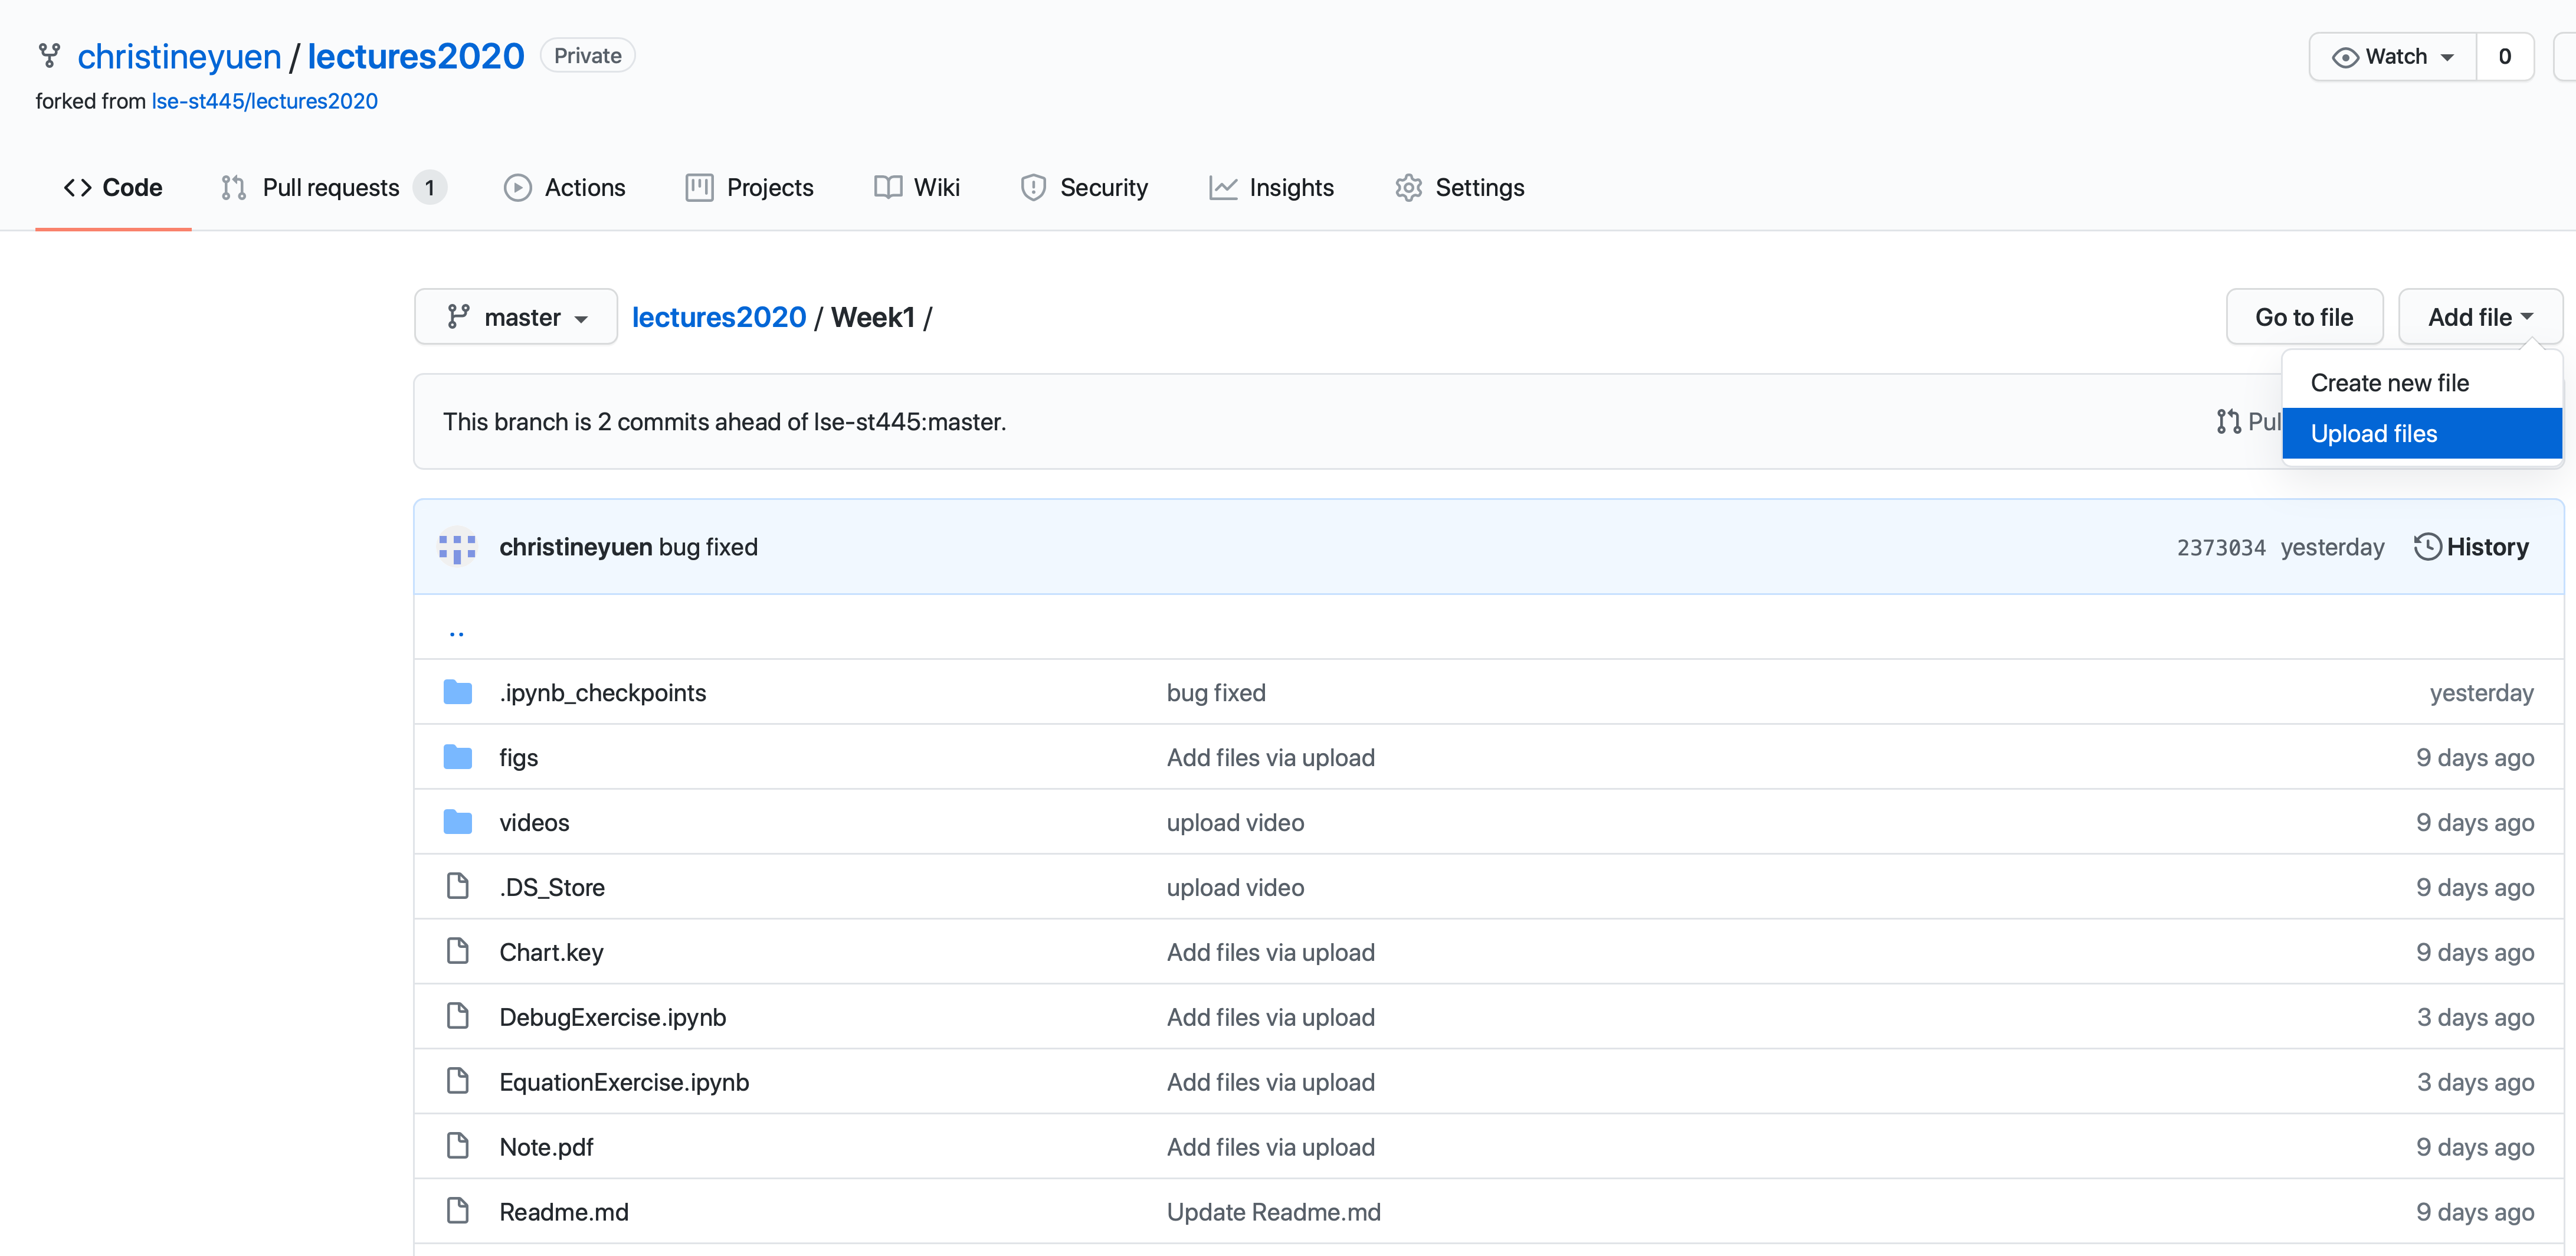 christineyuen / lectures2020 Private
Watch 0
forked from lse-st445/lectures2020
Code Pull requests 1 Actions Projects Wiki Security Insights Settings
master lectures2020 / Week1 / Go to file Add file
Create new file
This branch is 2 commits ahead of lse-st445:master.
Upload files
christineyuen bug fixed 2373034 yesterday History
..
.ipynb_checkpoints bug fixed yesterday
figs Add files via upload 9 days ago
videos upload video 9 days ago
.DS_Store upload video 9 days ago
Chart.key Add files via upload 9 days ago
DebugExercise.ipynb Add files via upload 3 days ago
EquationExercise.ipynb Add files via upload 3 days ago
Note.pdf Add files via upload 9 days ago
Readme.md Update Readme.md 9 days ago